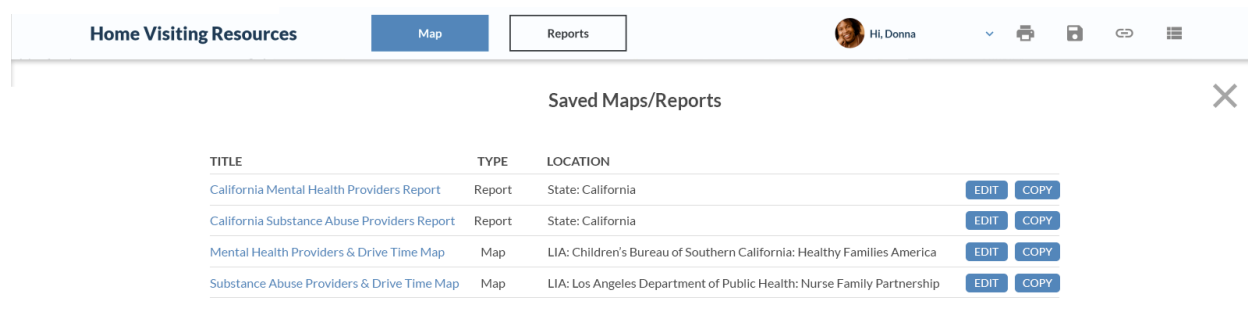 Home Visiting Resources Map Reports Hi, Donna
Saved Maps/Reports
TITLE TYPE LOCATION
California Mental Health Providers Report Report State: California EDIT COPY
California Substance Abuse Providers Report Report State: California EDIT COPY
Mental Health Providers & Drive Time Map Map LIA: Children’s Bureau of Southern California: Healthy Families America EDIT COPY
Substance Abuse Providers & Drive Time Map Map LIA: Los Angeles Department of Public Health: Nurse Family Partnership EDIT COPY